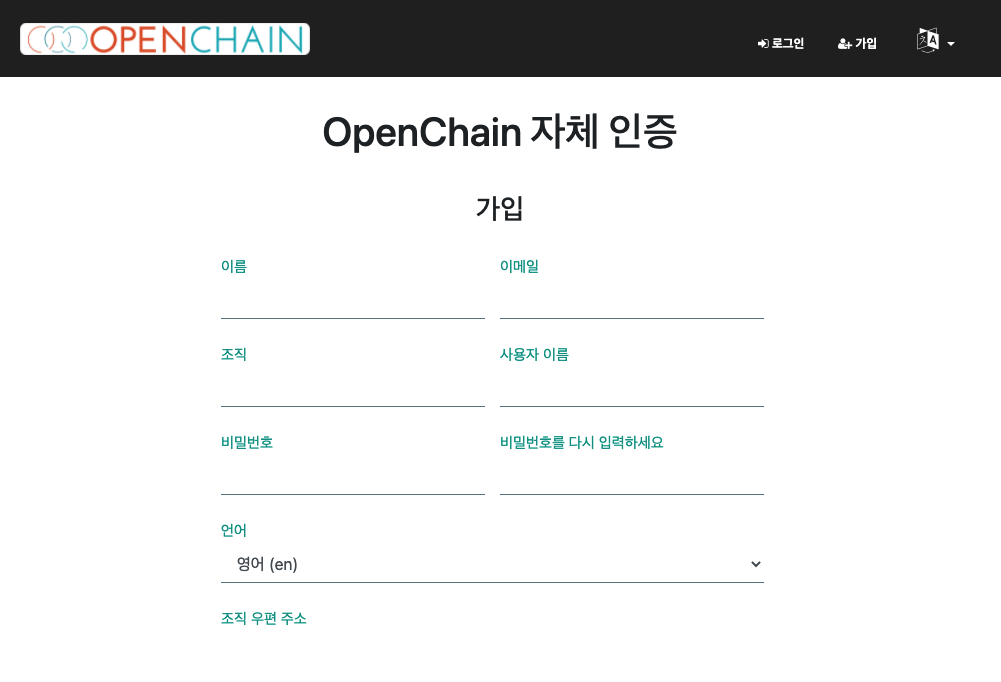 OPENCHAIN
로그인
가입
OpenChain 자체 인증
가입
이름
이메일
조직
사용자 이름
비밀번호
비밀번호를 다시 입력하세요
언어
영어 (en)
조직 우편 주소